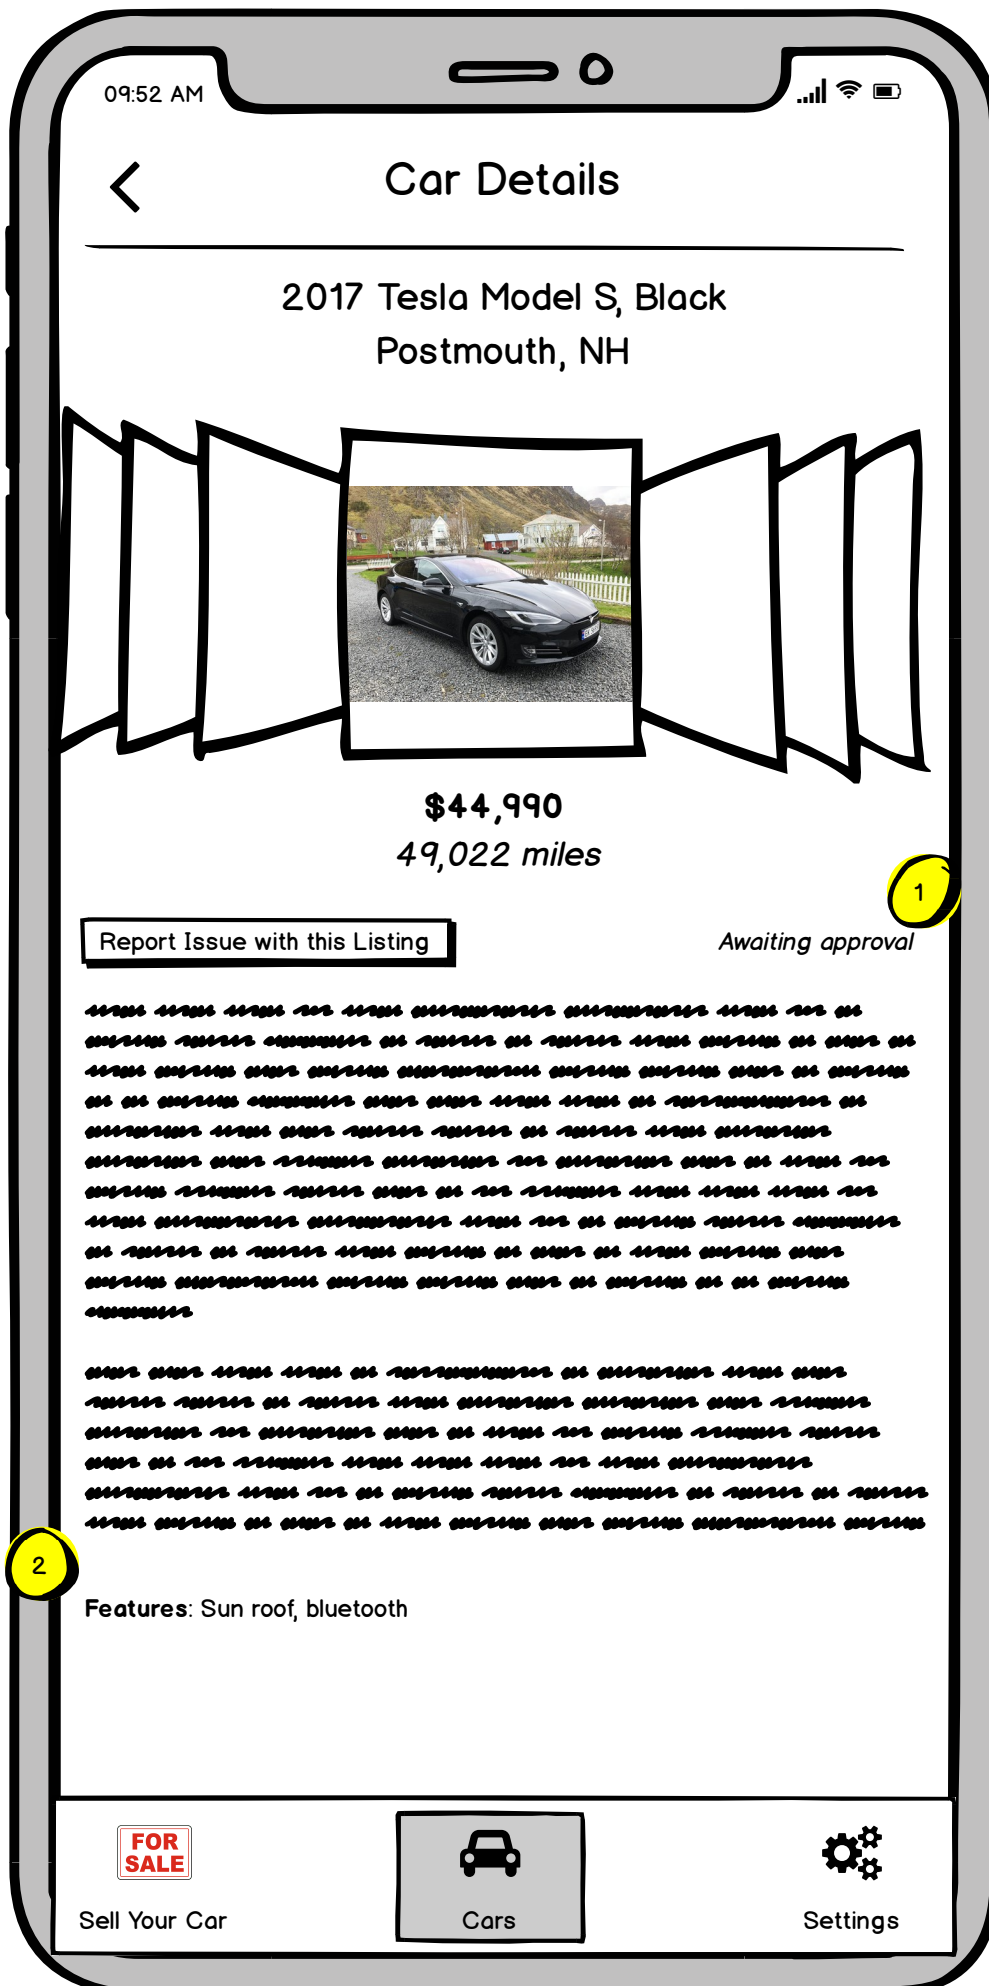 09:52 AM
Car Details
2017 Tesla Model S, Black
Postmouth, NH
$44,990
49,022 miles
1
Report Issue with this Listing
Awaiting approval
2
Features: Sun roof, bluetooth
FOR
SALE
Sell Your Car
Cars
Settings